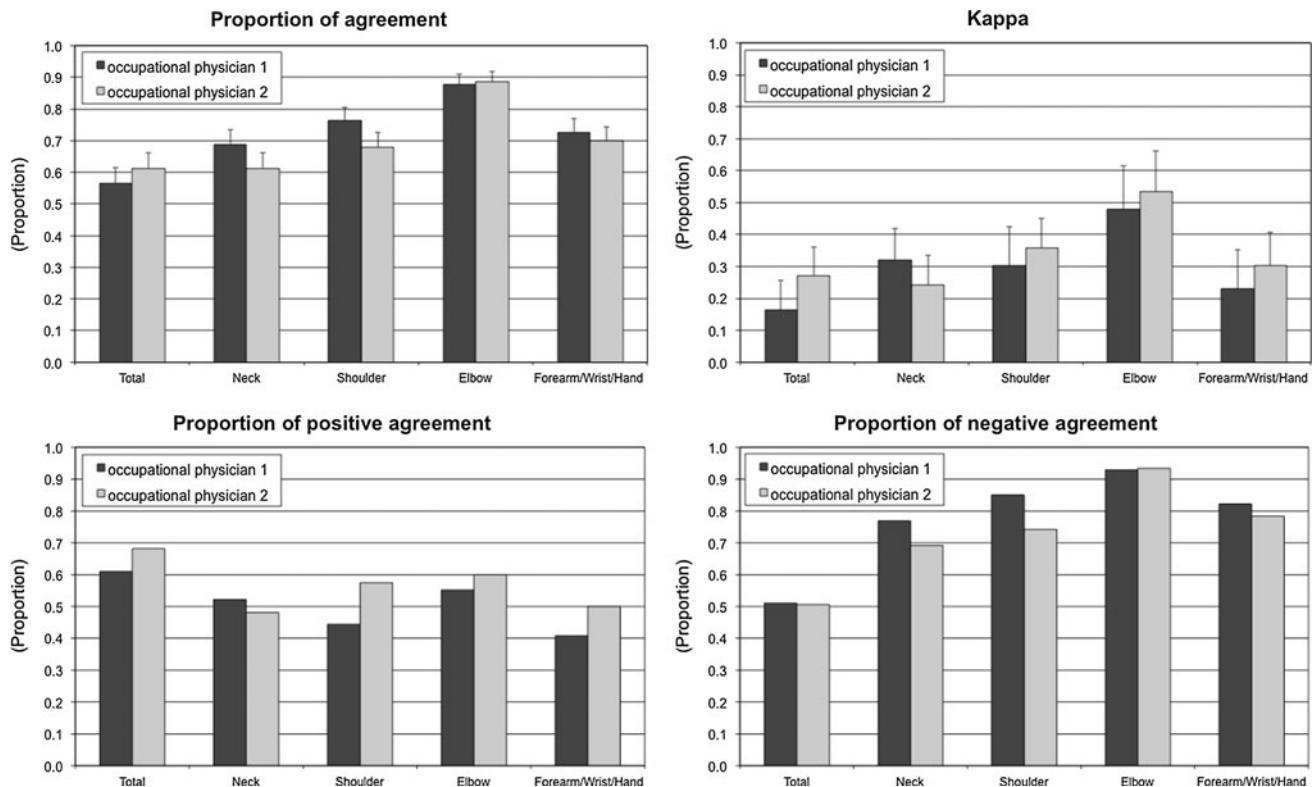 Proportion of agreement
1.0
0.9
0.8
0.7
0.6
0.5
0.4
0.3
0.2
0.1
0.0
(Proportion)
occupational physician 1
occupational physician 2
Total Neck Shoulder Elbow Forearm/Wrist/Hand
Kappa
1.0
0.9
0.8
0.7
0.6
0.5
0.4
0.3
0.2
0.1
0.0
occupational physician 1
occupational physician 2
Total Neck Shoulder Elbow Forearm/Wrist/Hand
Proportion of positive agreement
1.0
0.9
0.8
0.7
0.6
0.5
0.4
0.3
0.2
0.1
0.0
(Proportion)
occupational physician 1
occupational physician 2
Total Neck Shoulder Elbow Forearm/Wrist/Hand
Proportion of negative agreement
1.0
0.9
0.8
0.7
0.6
0.5
0.4
0.3
0.2
0.1
0.0
(Proportion)
occupational physician 1
occupational physician 2
Total Neck Shoulder Elbow Forearm/Wrist/Hand